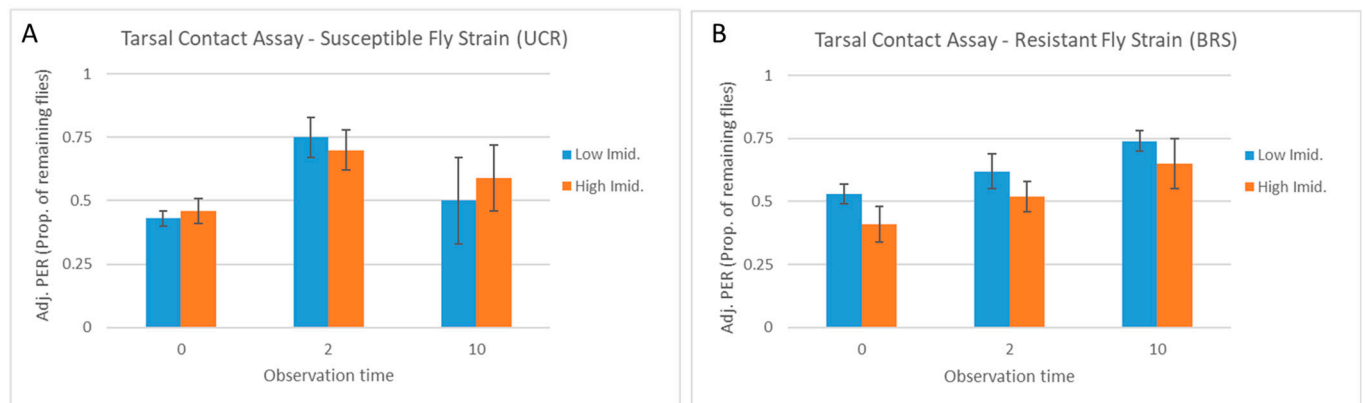 A
Tarsal Contact Assay - Susceptible Fly Strain (UCR)
Adj. PER (Prop. of remaining flies)
1
0.75
0.5
0.25
0
0 2 10
Observation time
Low Imid.
High Imid.
B
Tarsal Contact Assay - Resistant Fly Strain (BRS)
Adj. PER (Prop. of remaining flies)
1
0.75
0.5
0.25
0
0 2 10
Observation time
Low Imid.
High Imid.